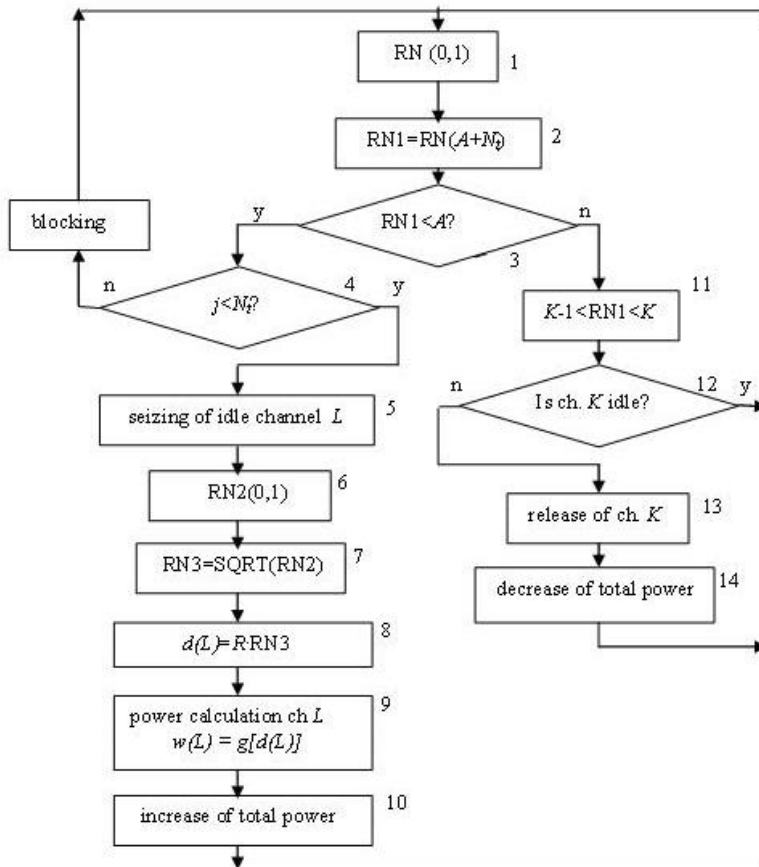 RN (0,1)
1
RN1=RN(A+Nt)
2
y
RN1<A?
n
3
blocking
n
j<Nt?
4
y
11
K-1<RN1<K
n
Is ch. K idle?
12
y
seizing of idle channel L
5
RN2(0,1)
6
release of ch. K
13
RN3=SQRT(RN2)
7
decrease of total power
14
d(L)=R·RN3
8
power calculation ch L
w(L) = g[d(L)]
9
increase of total power
10